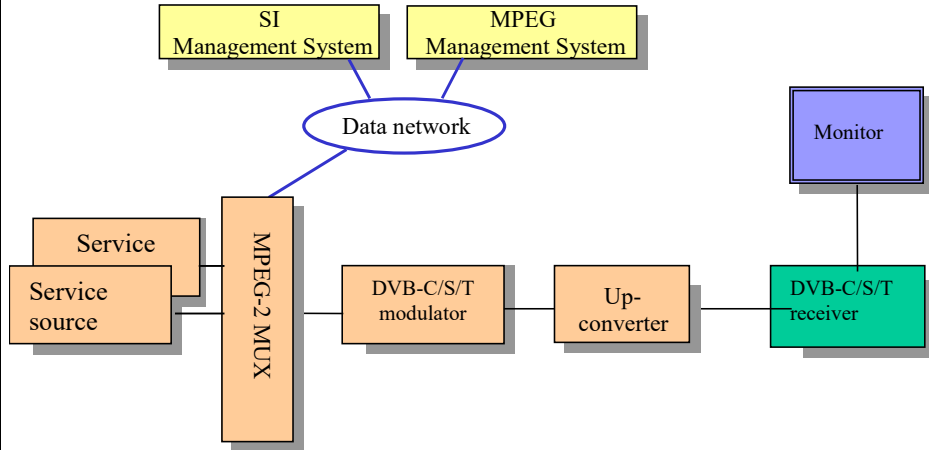 SI
Management System
MPEG
Management System
Data network
Monitor
Service
Service
source
MPEG-2 MUX
DVB-C/S/T
modulator
Up-
converter
DVB-C/S/T
receiver